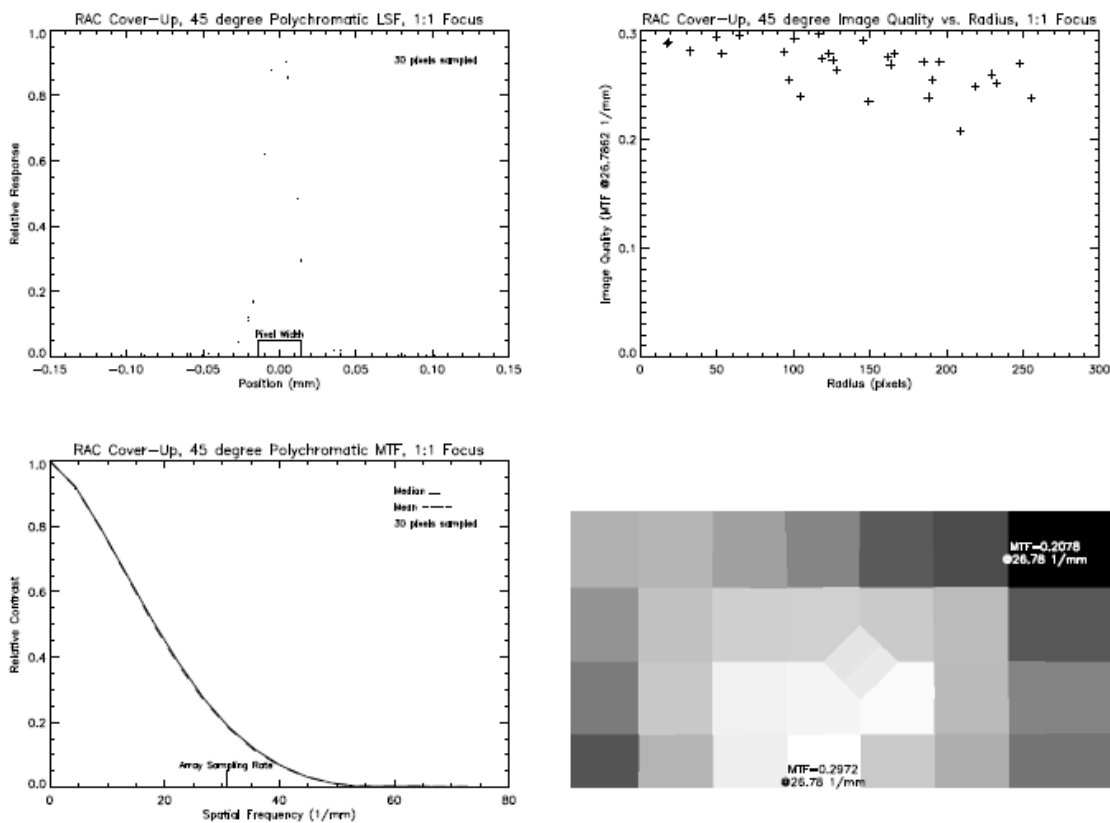 RAC Cover-Up, 45 degree Polychromatic LSF, 1:1 Focus
1.0
0.8
0.6
0.4
0.2
0.0
Relative Response
30 pixels sampled
Pixel Width
-0.15
-0.10
-0.05
0.00
0.05
0.10
0.15
Position (mm)
RAC Cover-Up, 45 degree Image Quality vs. Radius, 1:1 Focus
0.3
0.2
0.1
0.0
Image Quality (MTF @26.7862 1/mm)
0
50
100
150
200
250
300
Radius (pixels)
RAC Cover-Up, 45 degree Polychromatic MTF, 1:1 Focus
1.0
0.8
0.6
0.4
0.2
0.0
Relative Contrast
Median
Mean
30 pixels sampled
Array Sampling Rate
0
20
40
60
80
Spatial Frequency (1/mm)
MTF=0.2078
@26.78 1/mm
MTF=0.2972
@26.78 1/mm